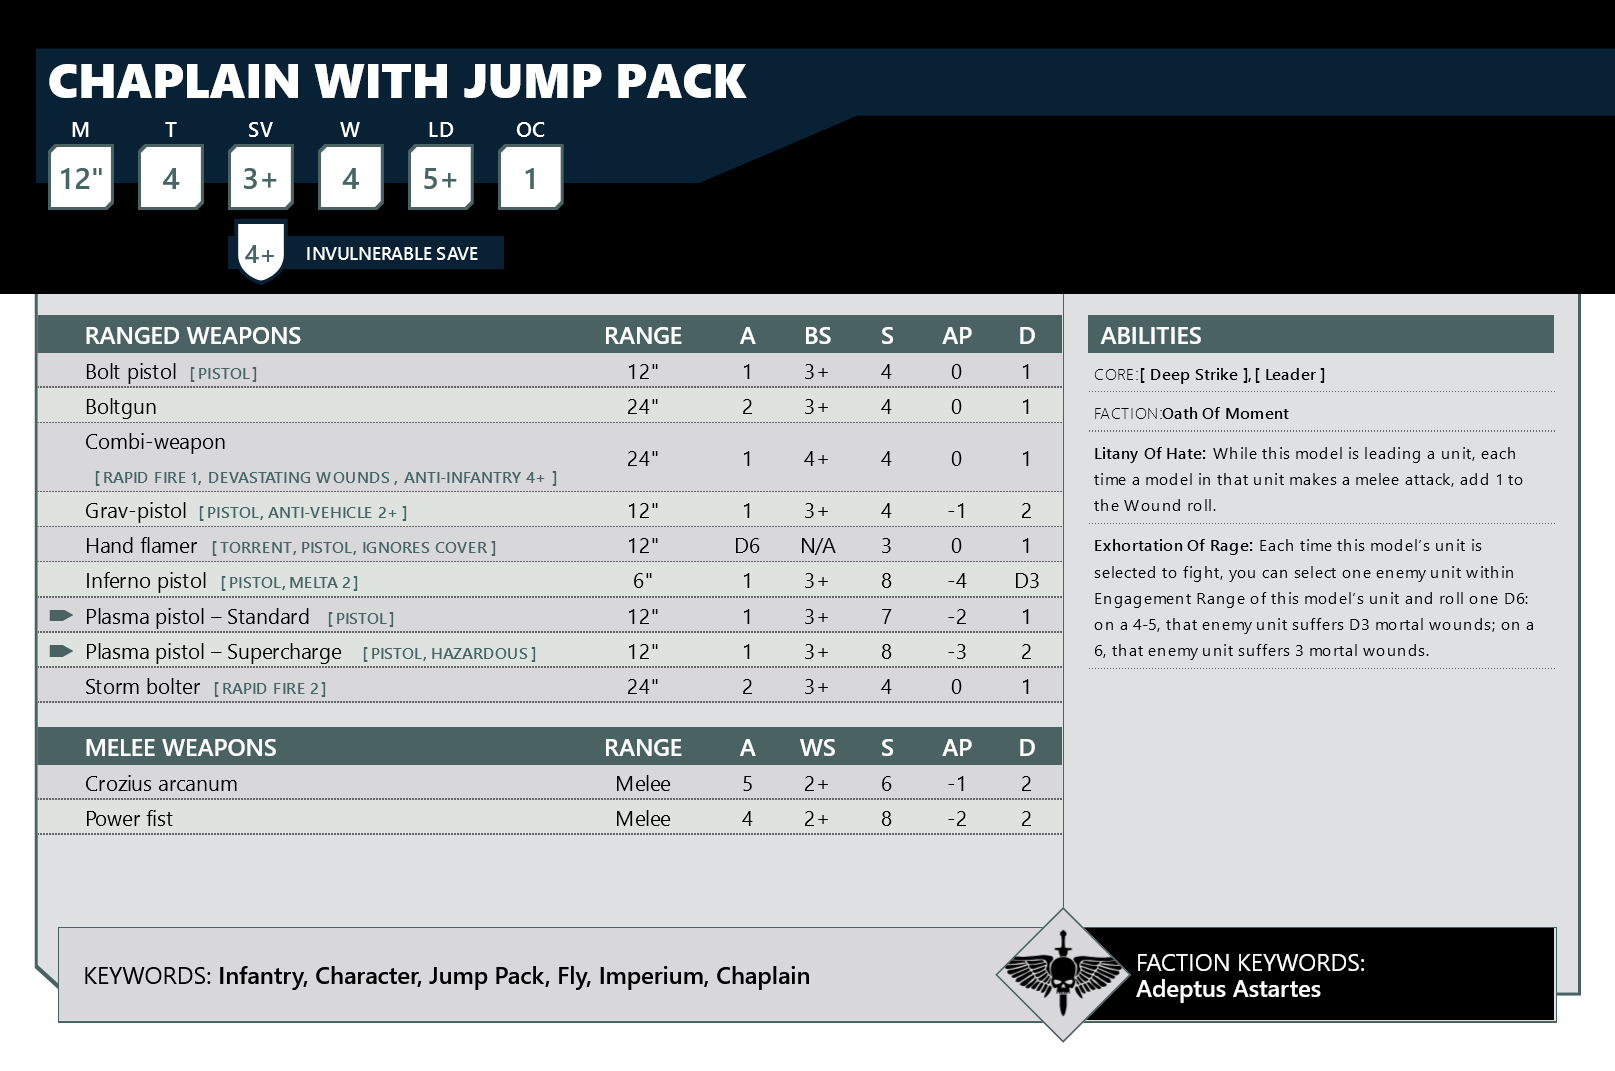 CHAPLAIN WITH JUMP PACK
M T SV W LD OC
12" 4 3+ 4 5+ 1
4+ INVULNERABLE SAVE
RANGED WEAPONS RANGE A BS S AP D
Bolt pistol [PISTOL] 12" 1 3+ 4 0 1
Boltgun 24" 2 3+ 4 0 1
Combi-weapon
[RAPID FIRE 1, DEVASTATING WOUNDS , ANTI-INFANTRY 4+ ] 24" 1 4+ 4 0 1
Grav-pistol [PISTOL, ANTI-VEHICLE 2+ ] 12" 1 3+ 4 -1 2
Hand flamer [TORRENT, PISTOL, IGNORES COVER ] 12" D6 N/A 3 0 1
Inferno pistol [PISTOL, MELTA 2] 6" 1 3+ 8 -4 D3
Plasma pistol – Standard [PISTOL] 12" 1 3+ 7 -2 1
Plasma pistol – Supercharge [PISTOL, HAZARDOUS ] 12" 1 3+ 8 -3 2
Storm bolter [RAPID FIRE 2] 24" 2 3+ 4 0 1
MELEE WEAPONS RANGE A WS S AP D
Crozius arcanum Melee 5 2+ 6 -1 2
Power fist Melee 4 2+ 8 -2 2
ABILITIES
CORE:[ Deep Strike ],[ Leader ]
FACTION:Oath Of Moment
Litany Of Hate: While this model is leading a unit, each
time a model in that unit makes a melee attack, add 1 to
the Wound roll.
Exhortation Of Rage: Each time this model's unit is
selected to fight, you can select one enemy unit within
Engagement Range of this model's unit and roll one D6:
on a 4-5, that enemy unit suffers D3 mortal wounds; on a
6, that enemy unit suffers 3 mortal wounds.
KEYWORDS: Infantry, Character, Jump Pack, Fly, Imperium, Chaplain
FACTION KEYWORDS:
Adeptus Astartes